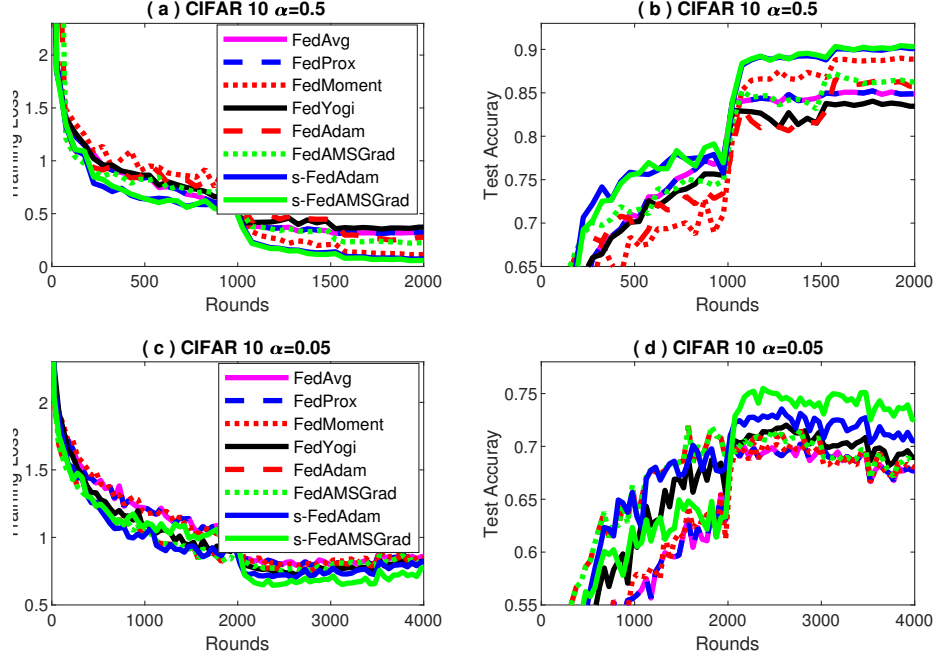 ( a ) CIFAR 10 α=0.5
Training Loss
2
1.5
1
0.5
0
FedAvg
FedProx
FedMoment
FedYogi
FedAdam
FedAMSGrad
s-FedAdam
s-FedAMSGrad
0 500 1000 1500 2000
Rounds
( b ) CIFAR 10 α=0.5
Test Accuray
0.9
0.85
0.8
0.75
0.7
0.65
0 500 1000 1500 2000
Rounds
( c ) CIFAR 10 α=0.05
Training Loss
2
1.5
1
0.5
FedAvg
FedProx
FedMoment
FedYogi
FedAdam
FedAMSGrad
s-FedAdam
s-FedAMSGrad
0 1000 2000 3000 4000
Rounds
( d ) CIFAR 10 α=0.05
Test Accuray
0.75
0.7
0.65
0.6
0.55
0 1000 2000 3000 4000
Rounds